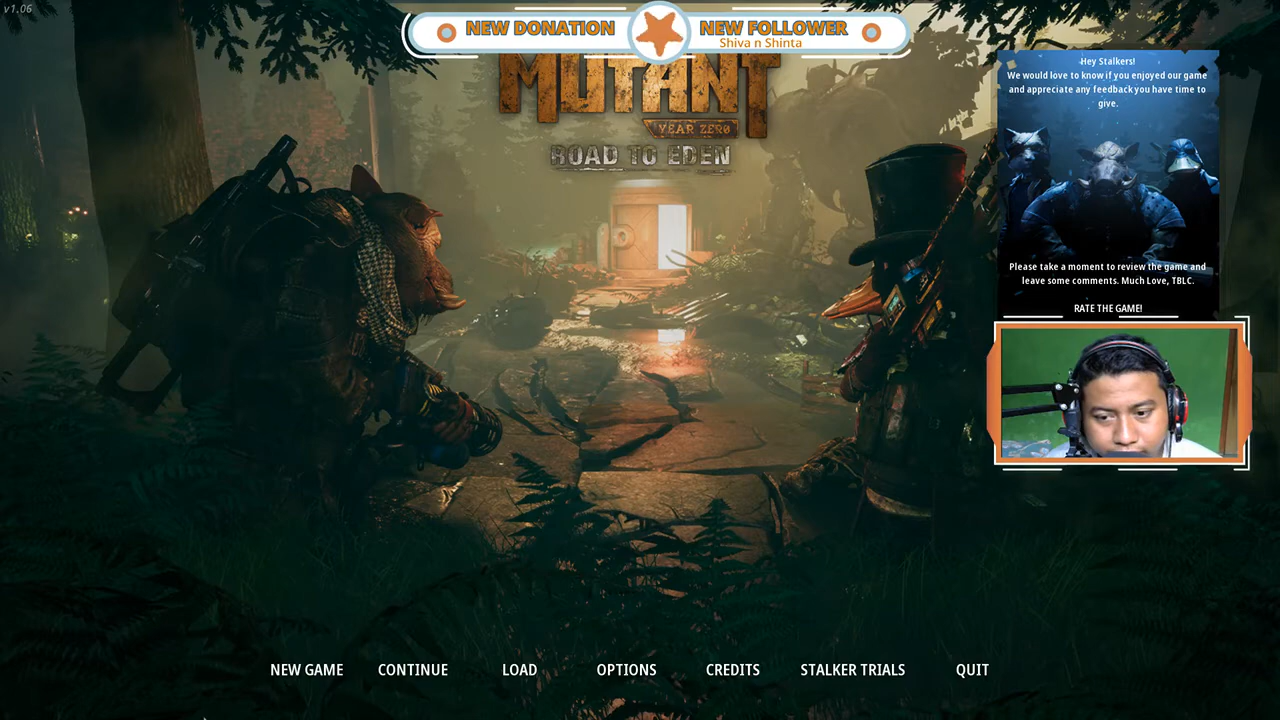 v1.06
NEW DONATION
NEW FOLLOWER
Shiva n Shinta
MUTANT
YEAR ZERO
ROAD TO EDEN
Hey Stalkers!
We would love to know if you enjoyed our game
and appreciate any feedback you have time to
give.
Please take a moment to review the game and
leave some comments. Much Love, TBLC.
RATE THE GAME!
NEW GAME
CONTINUE
LOAD
OPTIONS
CREDITS
STALKER TRIALS
QUIT